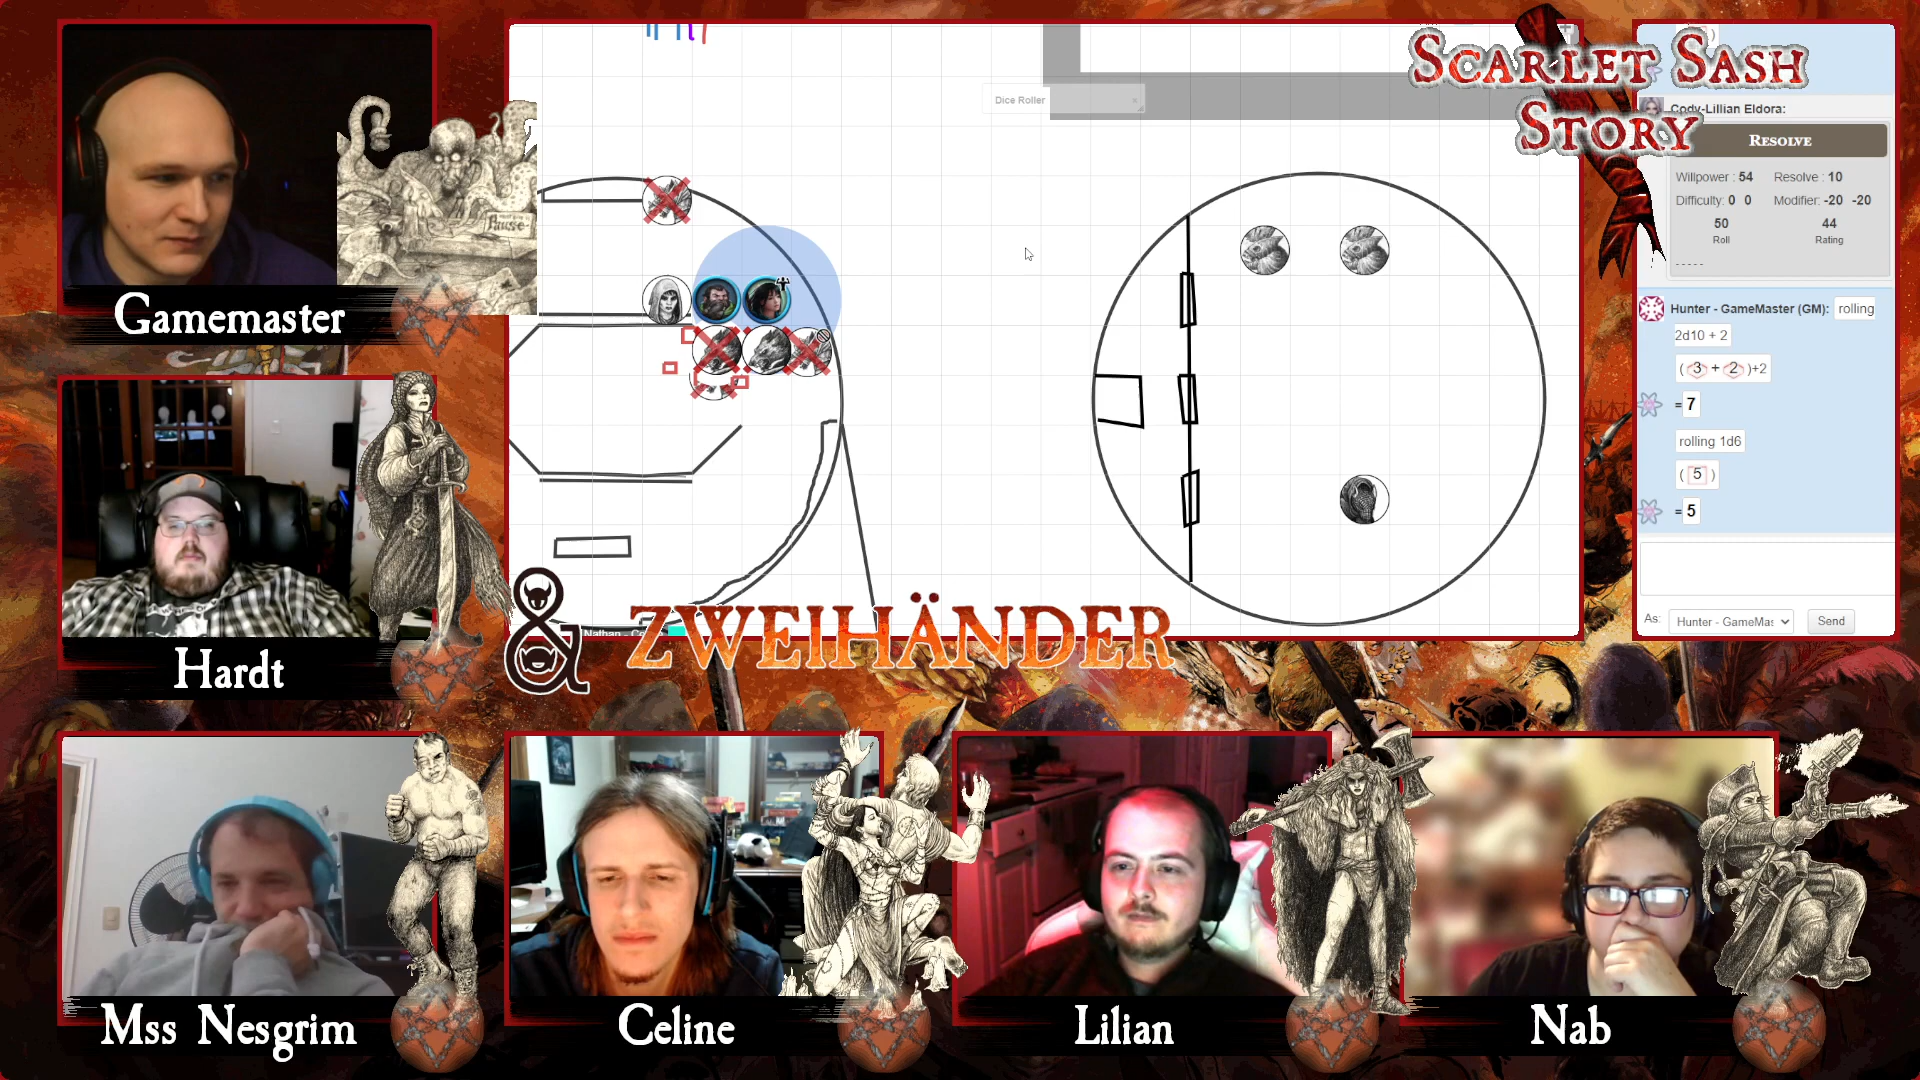 SCARLET SASH
STORY
Dice Roller
Pause
Cody-Lillian Eldora:
RESOLVE
Willpower : 54 Resolve : 10
Difficulty: 0 0 Modifier: -20 -20
50 44
Roll Rating
-----
Hunter - GameMaster (GM): rolling
2d10 + 2
( 3 + 2 )+2
=7
rolling 1d6
( 5 )
=5
As: Hunter - GameMas Send
Gamemaster
Hardt
& ZWEIHÄNDER
Mss Nesgrim
Celine
Lilian
Nab